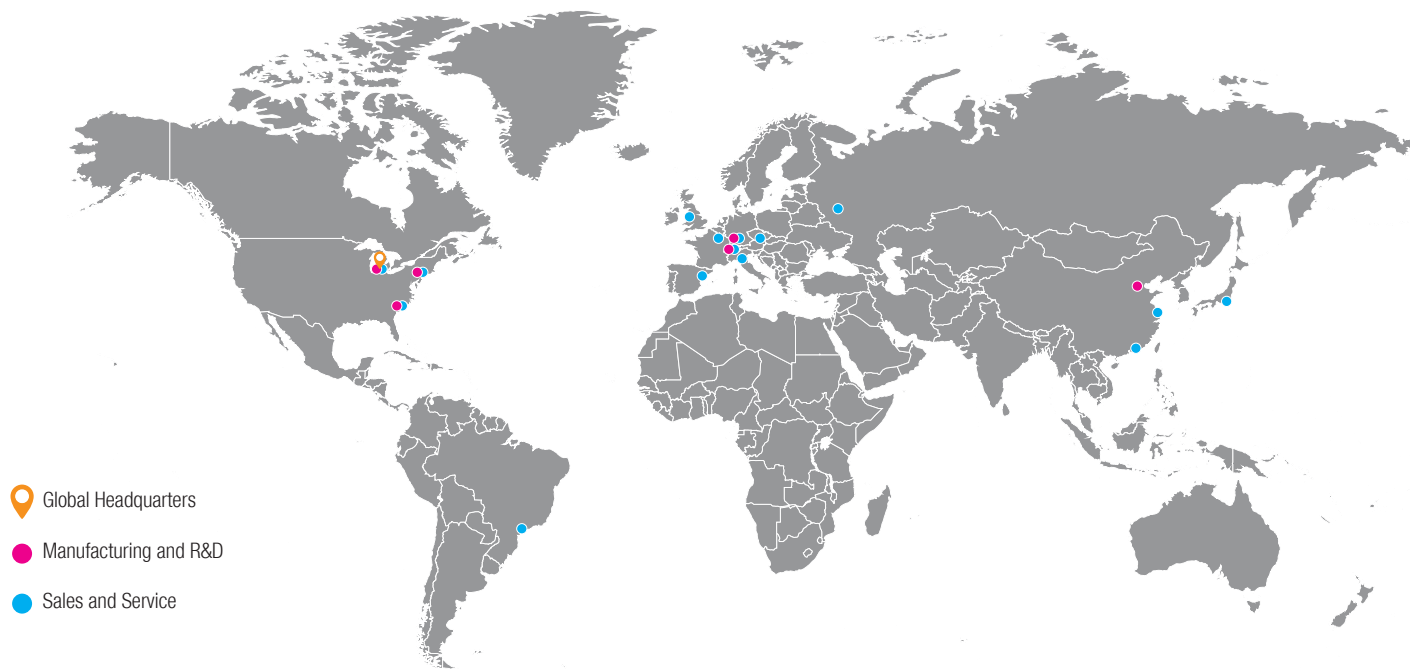 Global Headquarters
Manufacturing and R&D
Sales and Service